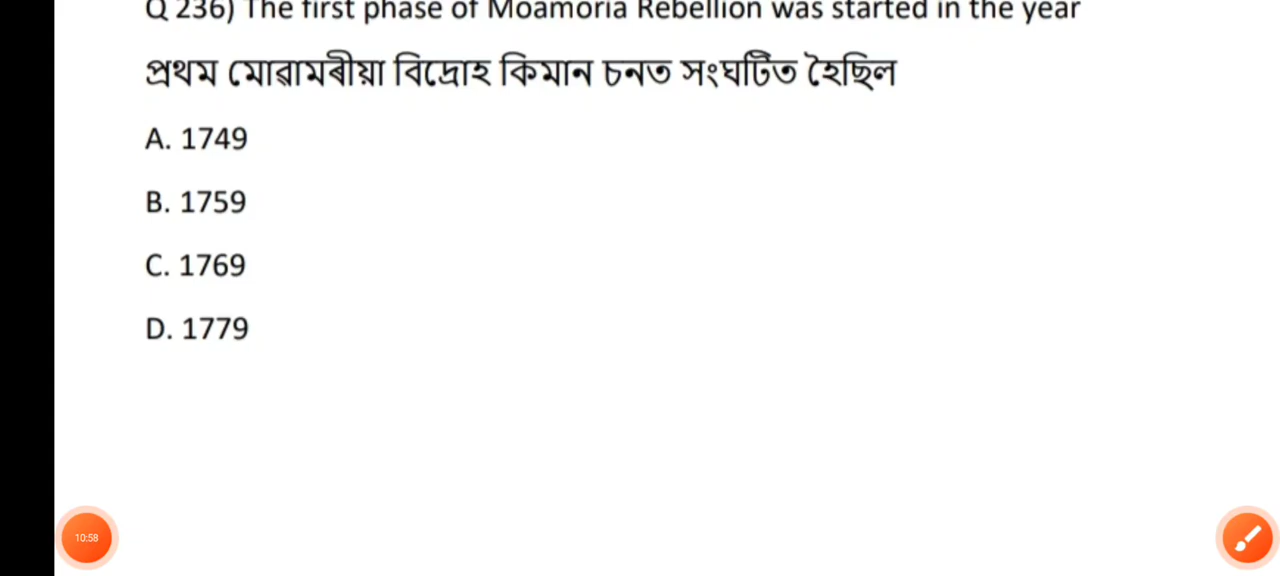 Q 236) The first phase of Moamoria Rebellion was started in the year
প্ৰথম মোৱামৰীয়া বিদ্ৰোহ কিমান চনত সংঘটিত হৈছিল
A. 1749
B. 1759
C. 1769
D. 1779
10:58